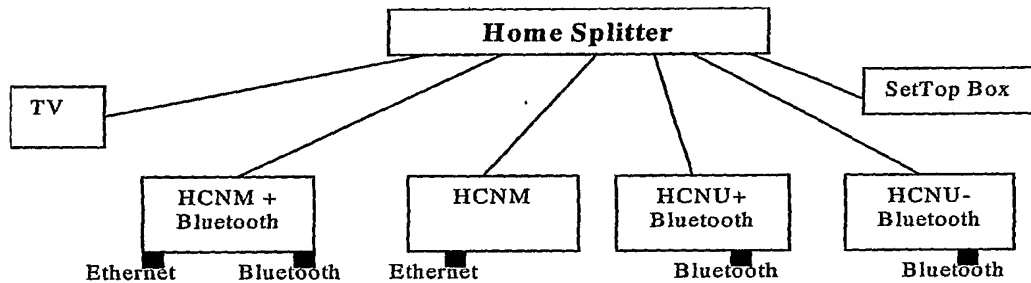 Home Splitter
TV
SetTop Box
HCNM +
Bluetooth
HCNM
HCNU+
Bluetooth
HCNU-
Bluetooth
Ethernet
Bluetooth
Ethernet
Bluetooth
Bluetooth